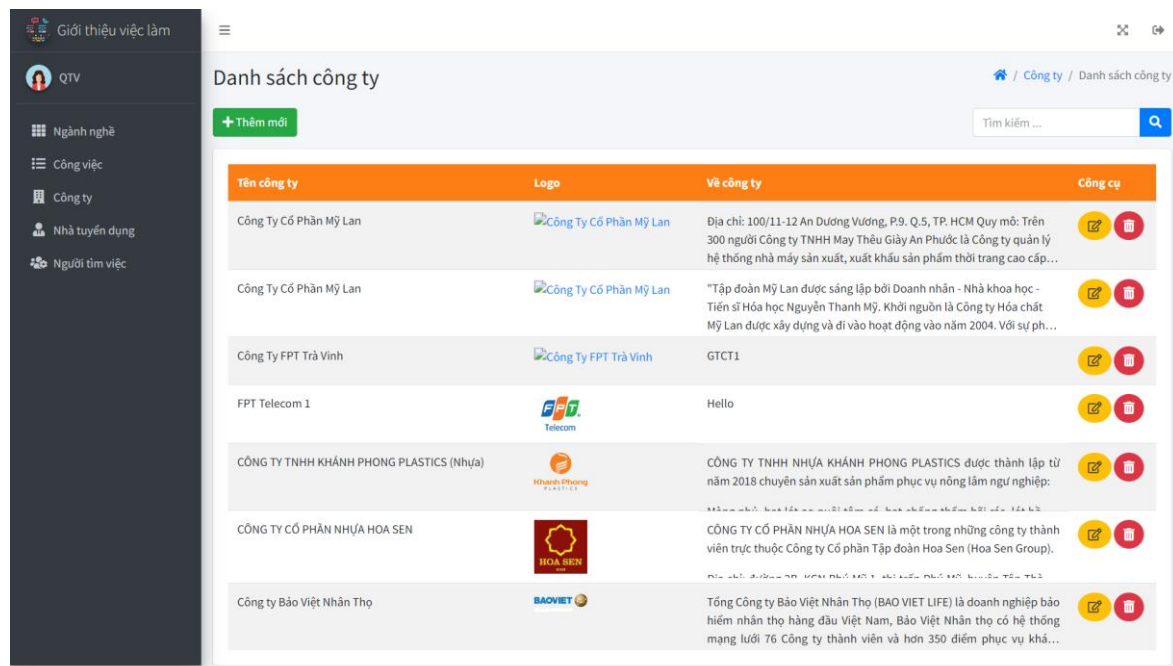 Giới thiệu việc làm
QTV
Ngành nghề
Công việc
Công ty
Nhà tuyển dụng
Người tìm việc
Danh sách công ty
/ Công ty / Danh sách công ty
Thêm mới
Tìm kiếm ...
Tên công ty Logo Về công ty Công cụ
Công Ty Cổ Phần Mỹ Lan Công Ty Cổ Phần Mỹ Lan Địa chỉ: 100/11-12 An Dương Vương, P.9. Q.5, TP. HCM Quy mô: Trên
300 người Công ty TNHH May Thêu Giày An Phước là Công ty quản lý
hệ thống nhà máy sản xuất, xuất khẩu sản phẩm thời trang cao cấp…
Công Ty Cổ Phần Mỹ Lan Công Ty Cổ Phần Mỹ Lan "Tập đoàn Mỹ Lan được sáng lập bởi Doanh nhân - Nhà khoa học -
Tiến sĩ Hóa học Nguyễn Thanh Mỹ. Khởi nguồn là Công ty Hóa chất
Mỹ Lan được xây dựng và đi vào hoạt động vào năm 2004. Với sự ph…
Công Ty FPT Trà Vinh Công Ty FPT Trà Vinh GTCT1
FPT Telecom 1 FPT Hello
Telecom
CÔNG TY TNHH KHÁNH PHONG PLASTICS (Nhựa) CÔNG TY TNHH NHỰA KHÁNH PHONG PLASTICS được thành lập từ
Khanh Phong năm 2018 chuyên sản xuất sản phẩm phục vụ nông lâm ngư nghiệp:
PLASTICS
CÔNG TY CỔ PHẦN NHỰA HOA SEN CÔNG TY CỔ PHẦN NHỰA HOA SEN là một trong những công ty thành
viên trực thuộc Công ty Cổ phần Tập đoàn Hoa Sen (Hoa Sen Group).
HOA SEN
Công ty Bảo Việt Nhân Thọ BAOVIET Tổng Công ty Bảo Việt Nhân Thọ (BAO VIET LIFE) là doanh nghiệp bảo
hiểm nhân thọ hàng đầu Việt Nam, Bảo Việt Nhân thọ có hệ thống
mạng lưới 76 Công ty thành viên và hơn 350 điểm phục vụ khá…